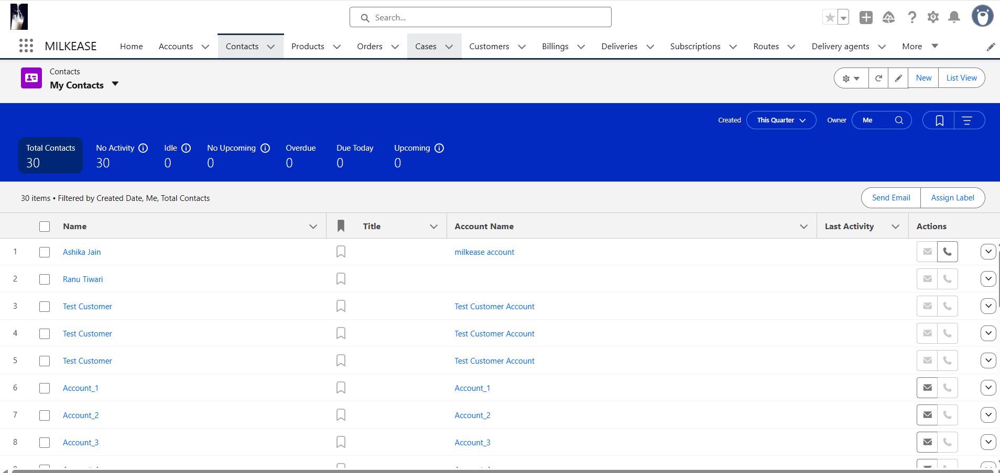 Search...
MILKEASE
Home
Accounts
Contacts
Products
Orders
Cases
Customers
Billings
Deliveries
Subscriptions
Routes
Delivery agents
More
Contacts
My Contacts
New
List View
Created
This Quarter
Owner
Me
Total Contacts
30
No Activity
30
Idle
0
No Upcoming
0
Overdue
0
Due Today
0
Upcoming
0
30 items • Filtered by Created Date, Me, Total Contacts
Send Email
Assign Label
Name Title Account Name Last Activity Actions
1 Ashika Jain milkease account
2 Ranu Tiwari
3 Test Customer Test Customer Account
4 Test Customer Test Customer Account
5 Test Customer Test Customer Account
6 Account_1 Account_1
7 Account_2 Account_2
8 Account_3 Account_3